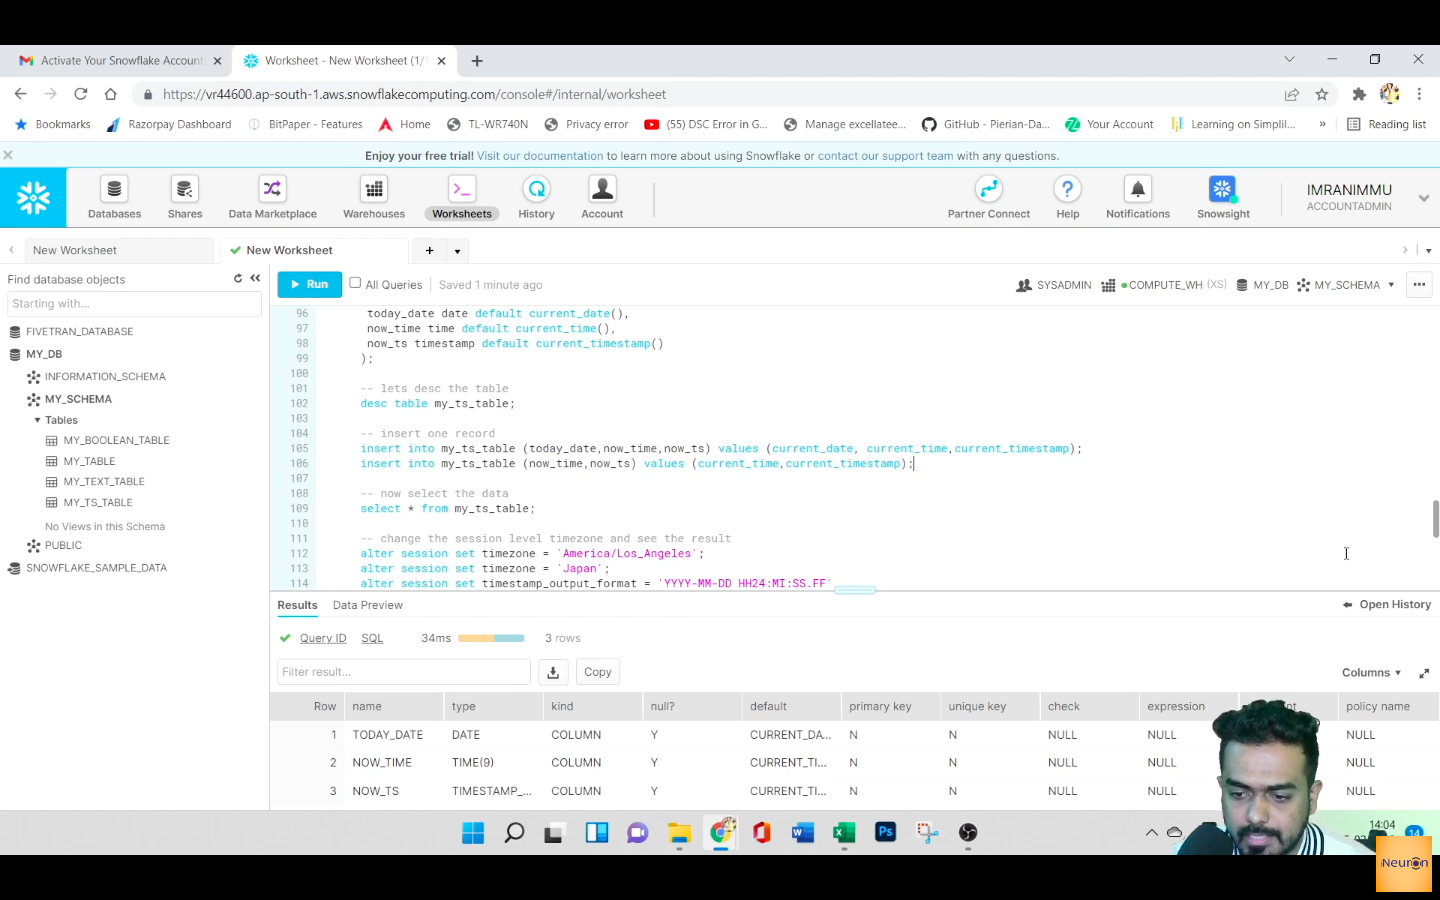 Activate Your Snowflake Account
Worksheet - New Worksheet (1/
https://vr44600.ap-south-1.aws.snowflakecomputing.com/console#/internal/worksheet
Bookmarks
Razorpay Dashboard
BitPaper - Features
Home
TL-WR740N
Privacy error
(55) DSC Error in G...
Manage excellatee...
GitHub - Pierian-Da...
Your Account
Learning on Simplil...
»
Reading list
Enjoy your free trial! Visit our documentation to learn more about using Snowflake or contact our support team with any questions.
Databases
Shares
Data Marketplace
Warehouses
Worksheets
History
Account
Partner Connect
Help
Notifications
Snowsight
IMRANIMMU
ACCOUNTADMIN
New Worksheet
New Worksheet
Find database objects
Starting with...
FIVETRAN_DATABASE
MY_DB
INFORMATION_SCHEMA
MY_SCHEMA
Tables
MY_BOOLEAN_TABLE
MY_TABLE
MY_TEXT_TABLE
MY_TS_TABLE
No Views in this Schema
PUBLIC
SNOWFLAKE_SAMPLE_DATA
Run
All Queries
Saved 1 minute ago
SYSADMIN
COMPUTE_WH (XS)
MY_DB
MY_SCHEMA
96 today_date date default current_date(),
97 now_time time default current_time(),
98 now_ts timestamp default current_timestamp()
99 );
100
101 -- lets desc the table
102 desc table my_ts_table;
103
104 -- insert one record
105 insert into my_ts_table (today_date,now_time,now_ts) values (current_date, current_time,current_timestamp);
106 insert into my_ts_table (now_time,now_ts) values (current_time,current_timestamp);
107
108 -- now select the data
109 select * from my_ts_table;
110
111 -- change the session level timezone and see the result
112 alter session set timezone = 'America/Los_Angeles';
113 alter session set timezone = 'Japan';
114 alter session set timestamp_output_format = 'YYYY-MM-DD HH24:MI:SS.FF'
Results
Data Preview
Open History
Query ID
SQL
34ms
3 rows
Filter result...
Copy
Columns
Row name type kind null? default primary key unique key check expression policy name
1 TODAY_DATE DATE COLUMN Y CURRENT_DA... N N NULL NULL NULL
2 NOW_TIME TIME(9) COLUMN Y CURRENT_TI... N N NULL NULL NULL
3 NOW_TS TIMESTAMP_... COLUMN Y CURRENT_TI... N N NULL NULL NULL
14:04
14
Neuron